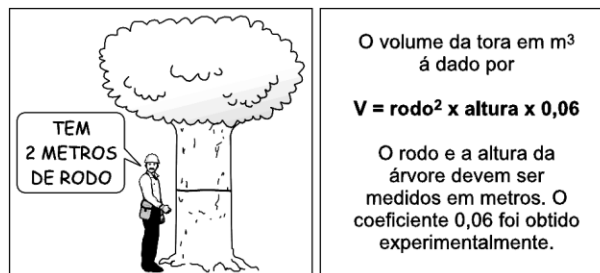 TEM
2 METROS
DE RODO
O volume da tora em m³
á dado por
V = rodo² x altura x 0,06
O rodo e a altura da
árvore devem ser
medidos em metros. O
coeficiente 0,06 foi obtido
experimentalmente.